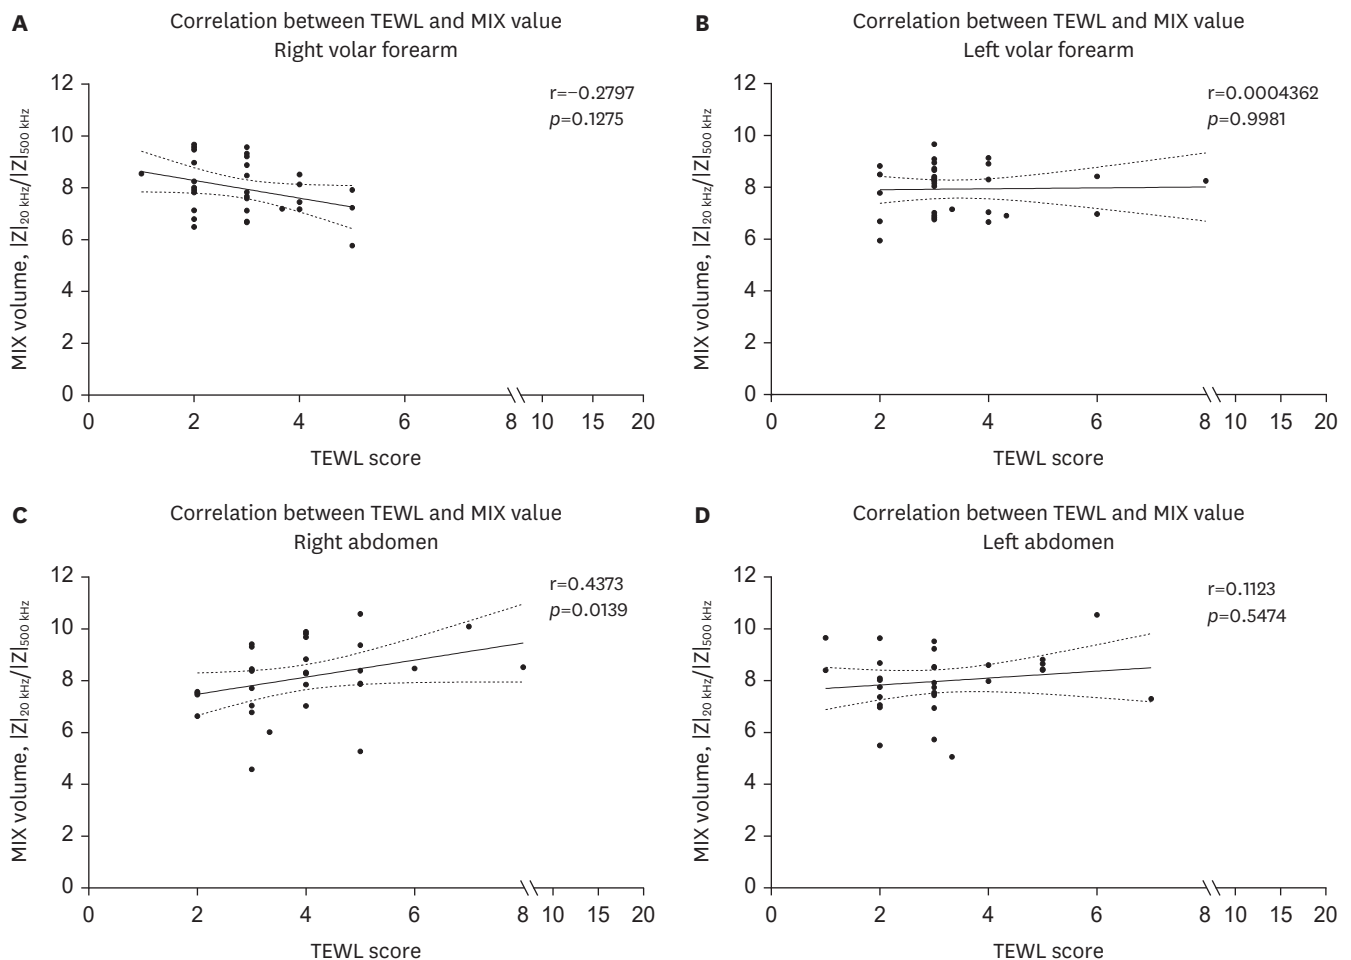 A
Correlation between TEWL and MIX value
Right volar forearm
r=−0.2797
p=0.1275
MIX volume, |Z|20 kHz/|Z|500 kHz
12
10
8
6
4
2
0
0 2 4 6 8 10 15 20
TEWL score
B
Correlation between TEWL and MIX value
Left volar forearm
r=0.0004362
p=0.9981
MIX volume, |Z|20 kHz/|Z|500 kHz
12
10
8
6
4
2
0
0 2 4 6 8 10 15 20
TEWL score
C
Correlation between TEWL and MIX value
Right abdomen
r=0.4373
p=0.0139
MIX volume, |Z|20 kHz/|Z|500 kHz
12
10
8
6
4
2
0
0 2 4 6 8 10 15 20
TEWL score
D
Correlation between TEWL and MIX value
Left abdomen
r=0.1123
p=0.5474
MIX volume, |Z|20 kHz/|Z|500 kHz
12
10
8
6
4
2
0
0 2 4 6 8 10 15 20
TEWL score